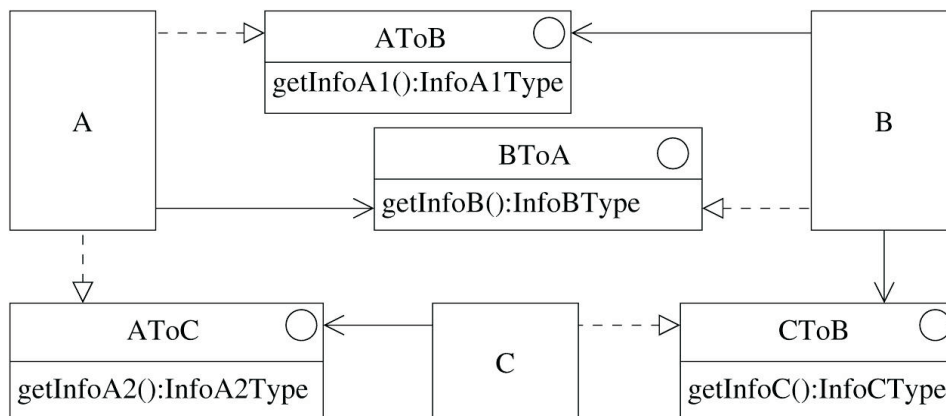 AToB
getInfoA1():InfoA1Type
A
B
BToA
getInfoB():InfoBType
AToC
getInfoA2():InfoA2Type
C
CToB
getInfoC():InfoCType